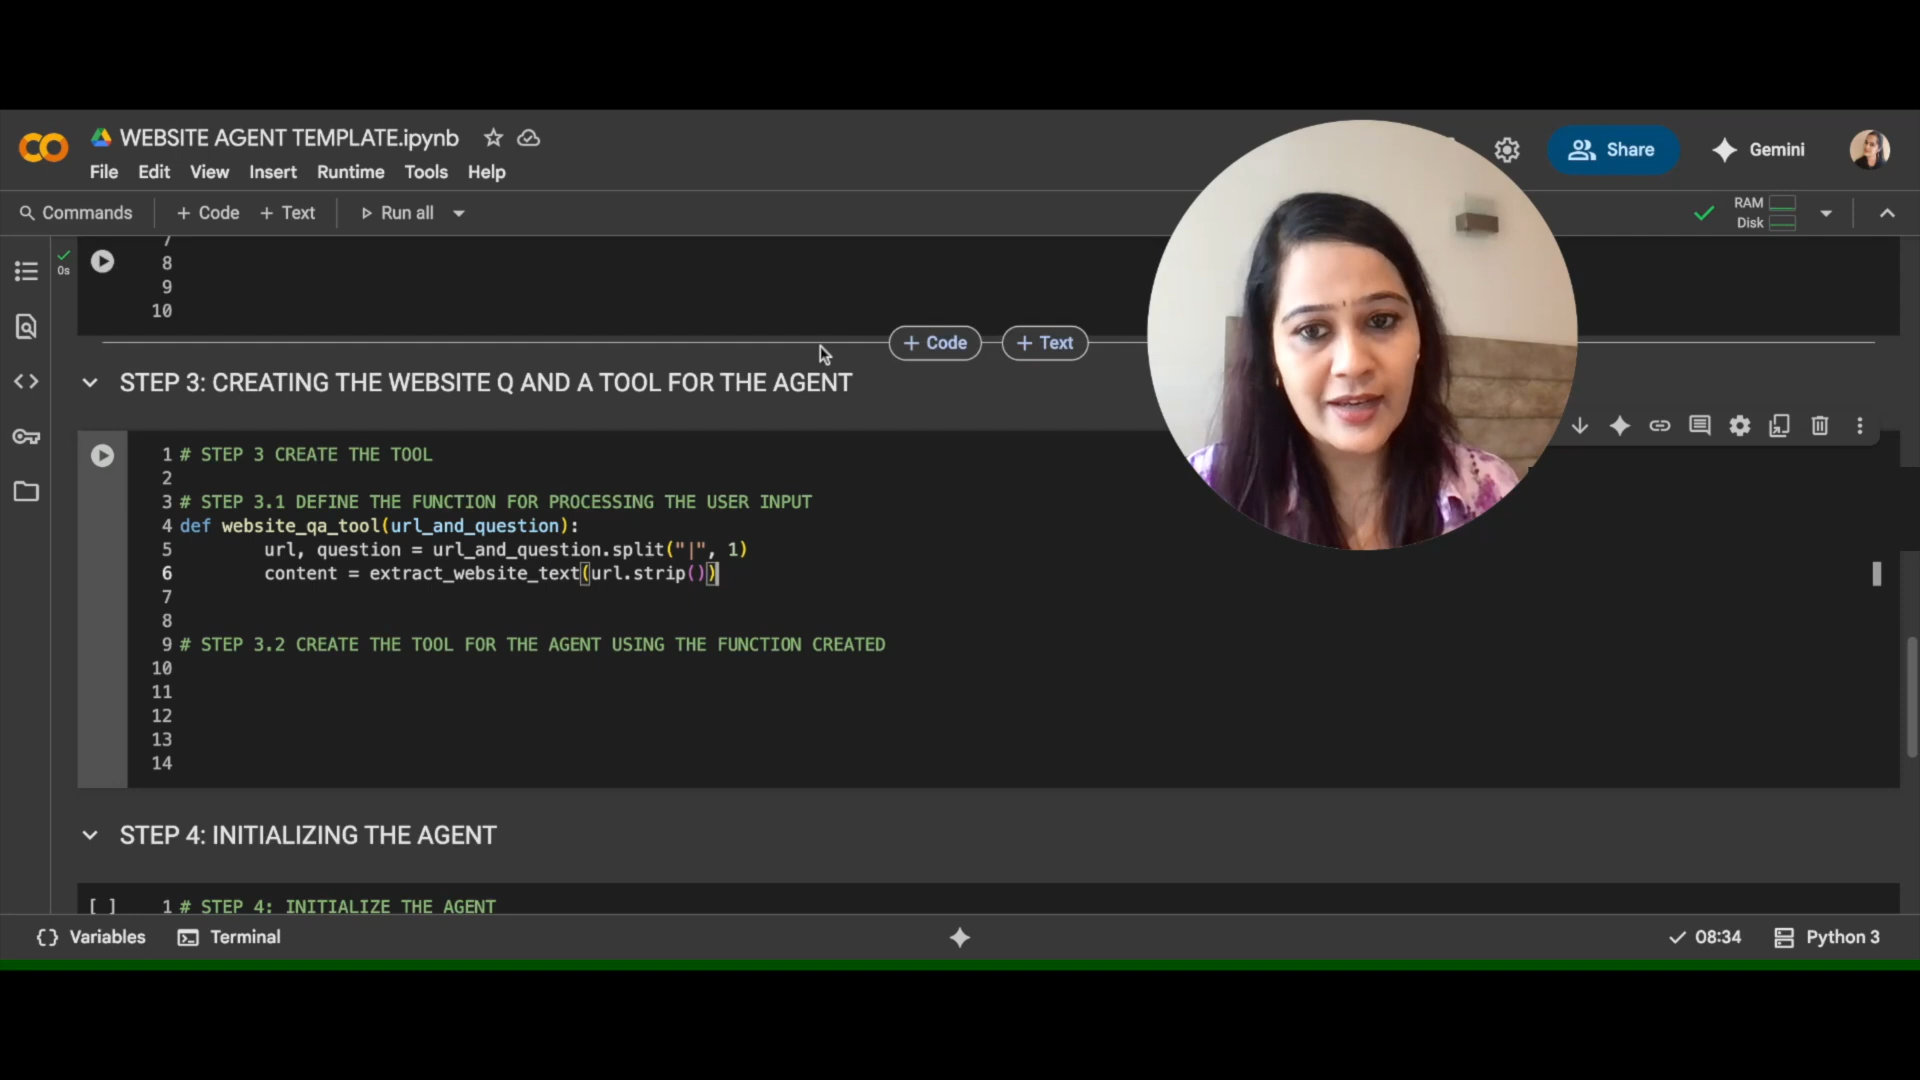 WEBSITE AGENT TEMPLATE.ipynb
File Edit View Insert Runtime Tools Help
Share
Gemini
Commands + Code + Text Run all
RAM
Disk
0s
7
8
9
10
+ Code + Text
STEP 3: CREATING THE WEBSITE Q AND A TOOL FOR THE AGENT
1 # STEP 3 CREATE THE TOOL
2
3 # STEP 3.1 DEFINE THE FUNCTION FOR PROCESSING THE USER INPUT
4 def website_qa_tool(url_and_question):
5 url, question = url_and_question.split("|", 1)
6 content = extract_website_text(url.strip())
7
8
9 # STEP 3.2 CREATE THE TOOL FOR THE AGENT USING THE FUNCTION CREATED
10
11
12
13
14
STEP 4: INITIALIZING THE AGENT
[ ] 1 # STEP 4: INITIALIZE THE AGENT
{} Variables Terminal
08:34 Python 3